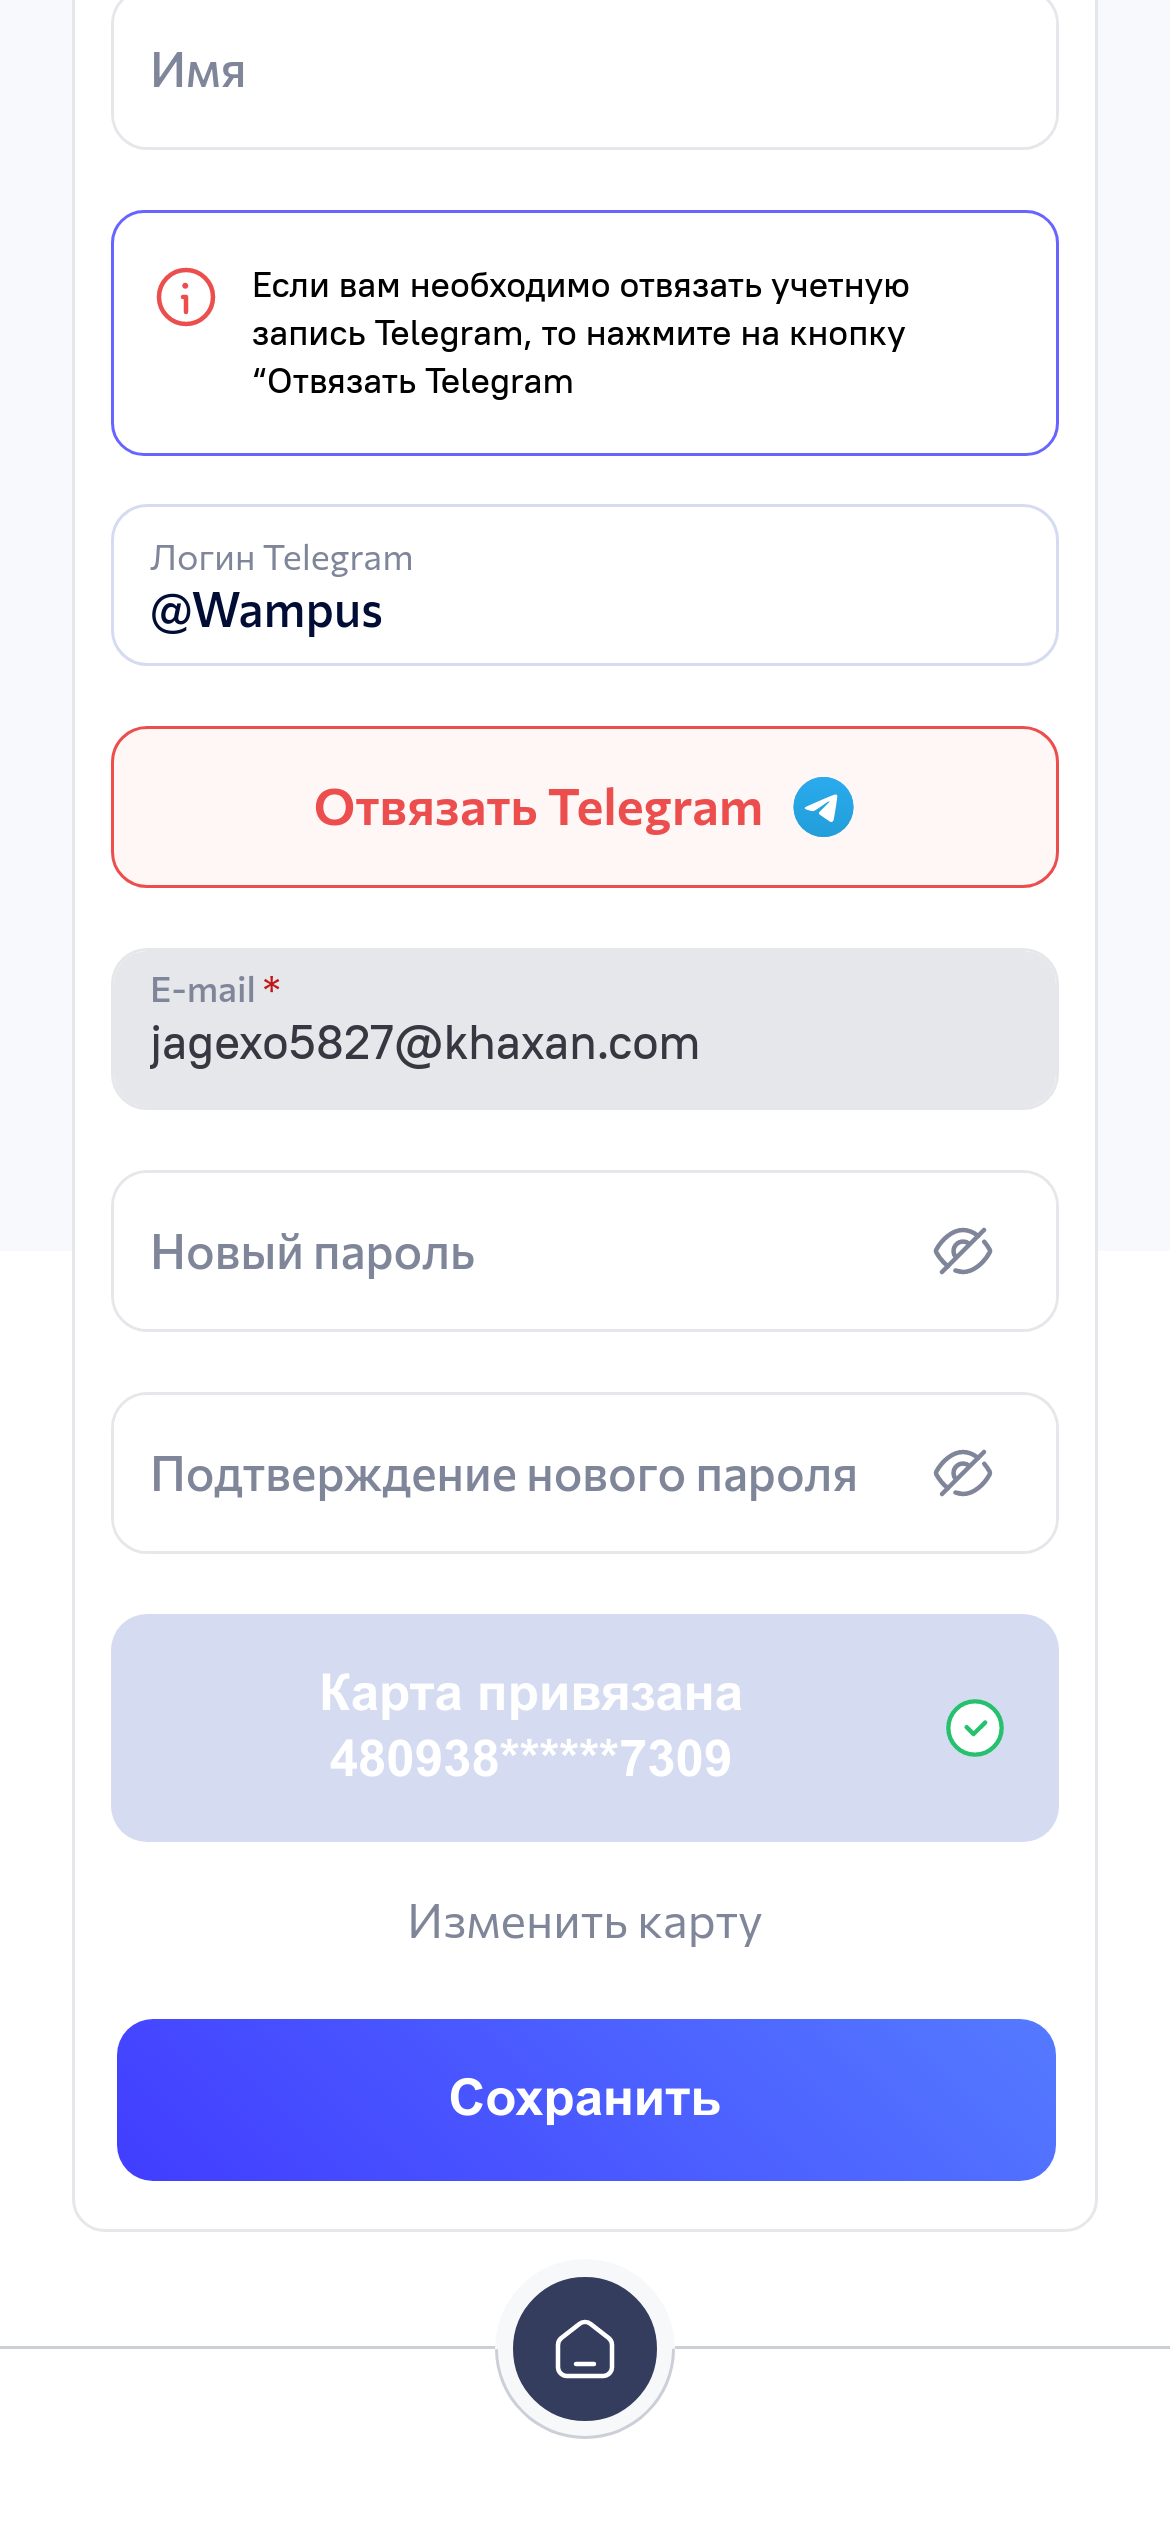 Имя
Если вам необходимо отвязать учетную
запись Telegram, то нажмите на кнопку
“Отвязать Telegram
Логин Telegram
@Wampus
Отвязать Telegram
E-mail *
jagexo5827@khaxan.com
Новый пароль
Подтверждение нового пароля
Карта привязана
480938******7309
Изменить карту
Сохранить